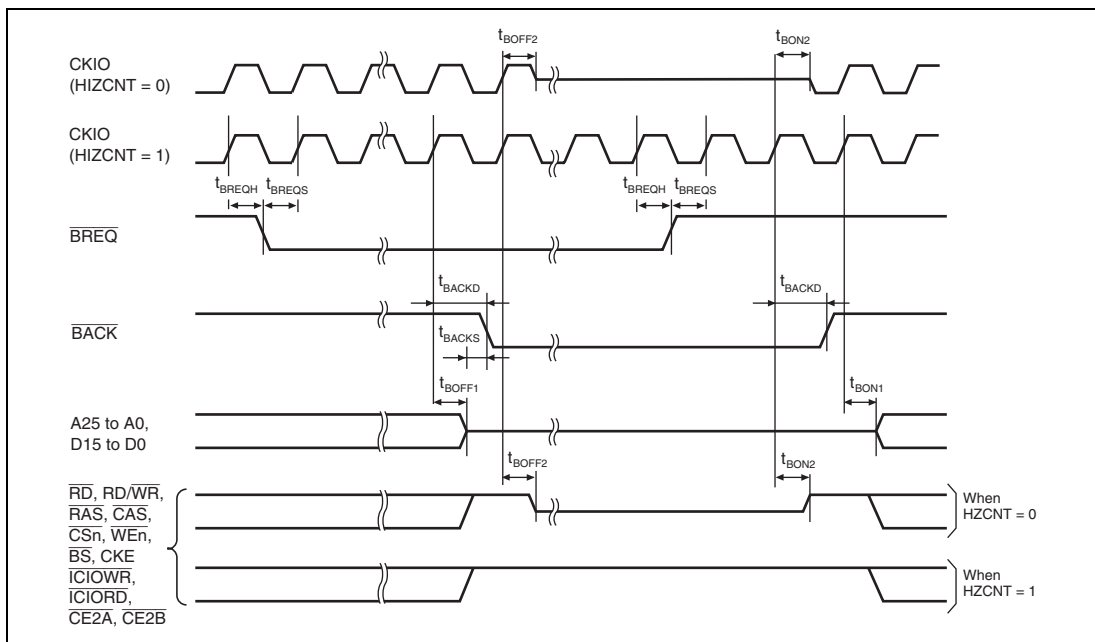 tBOFF2
tBON2
CKIO
(HIZCNT = 0)
CKIO
(HIZCNT = 1)
tBREQH
tBREQS
tBREQH
tBREQS
BREQ
tBACKD
tBACKD
BACK
tBACKS
tBOFF1
tBON1
A25 to A0,
D15 to D0
tBOFF2
tBON2
RD, RD/WR,
RAS, CAS,
CSn, WEn,
BS, CKE
ICIOWR,
ICIORD,
CE2A, CE2B
When
HZCNT = 0
When
HZCNT = 1